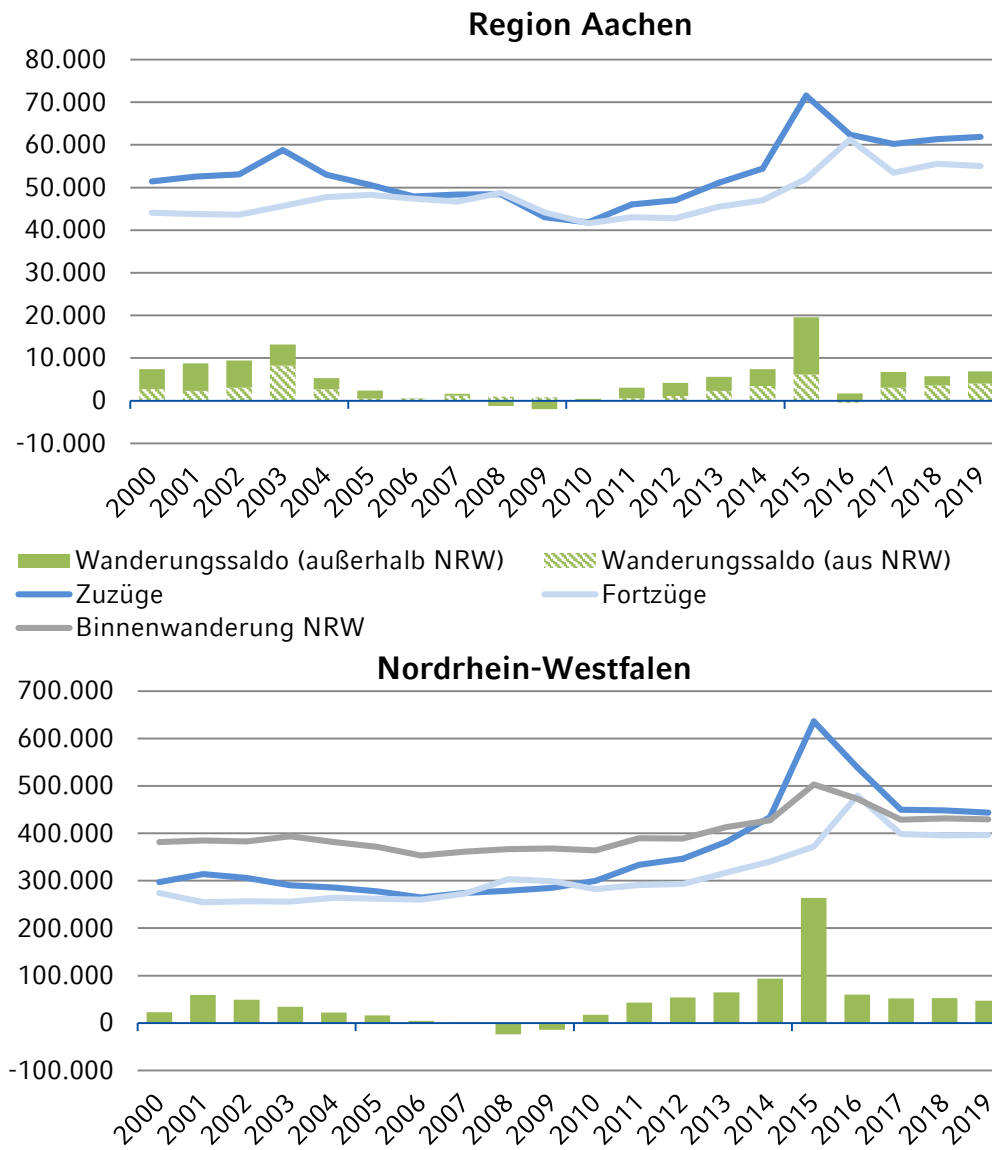 Region Aachen
80.000
70.000
60.000
50.000
40.000
30.000
20.000
10.000
0
-10.000
2000 2001 2002 2003 2004 2005 2006 2007 2008 2009 2010 2011 2012 2013 2014 2015 2016 2017 2018 2019
Wanderungssaldo (außerhalb NRW) Wanderungssaldo (aus NRW)
Zuzüge Fortzüge
Binnenwanderung NRW
Nordrhein-Westfalen
700.000
600.000
500.000
400.000
300.000
200.000
100.000
0
-100.000
2000 2001 2002 2003 2004 2005 2006 2007 2008 2009 2010 2011 2012 2013 2014 2015 2016 2017 2018 2019